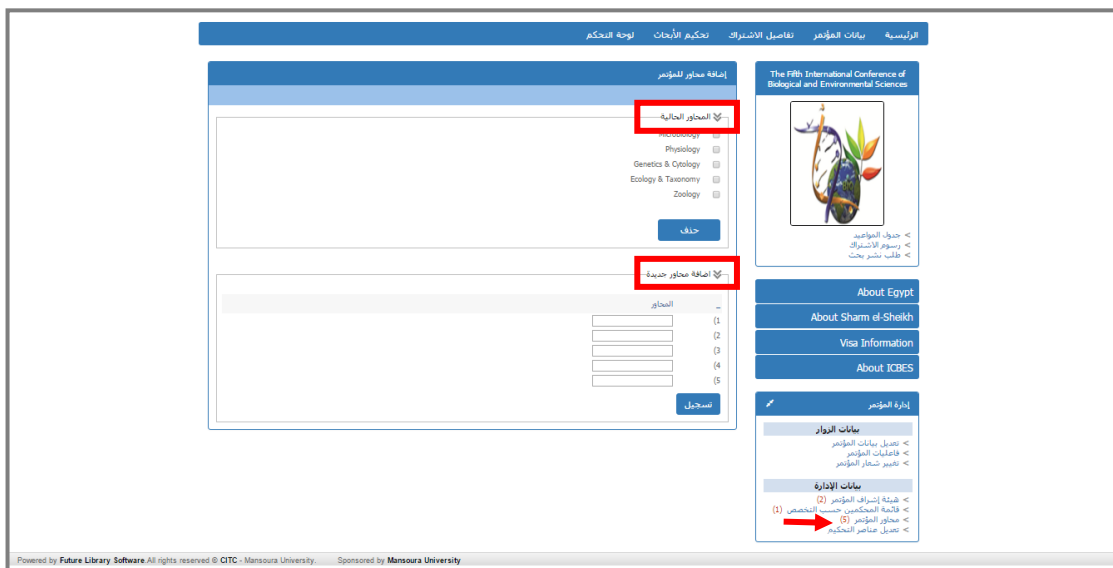 الرئيسية بيانات المؤتمر تفاصيل الاشتراك تحكيم الأبحاث لوحة التحكم
The Fifth International Conference of
Biological and Environmental Sciences
< جدول المواعيد
< رسوم الاشتراك
< طلب نشر بحث
About Egypt
About Sharm el-Sheikh
Visa Information
About ICBES
إدارة المؤتمر
بيانات الزوار
< تعديل بيانات المؤتمر
< فاعليات المؤتمر
< تغيير شعار المؤتمر
بيانات الإدارة
< هيئة إشراف المؤتمر (2)
< قائمة المحكمين حسب التخصص (1)
< محاور المؤتمر (5)
< تعديل عناصر التحكيم
إضافة محاور للمؤتمر
المحاور الحالية
Microbiology
Physiology
Genetics & Cytology
Ecology & Taxonomy
Zoology
حذف
اضافة محاور جديدة
_ المحاور
(1
(2
(3
(4
(5
تسجيل
Powered by Future Library Software.All rights reserved © CITC - Mansoura University. Sponsored by Mansoura University